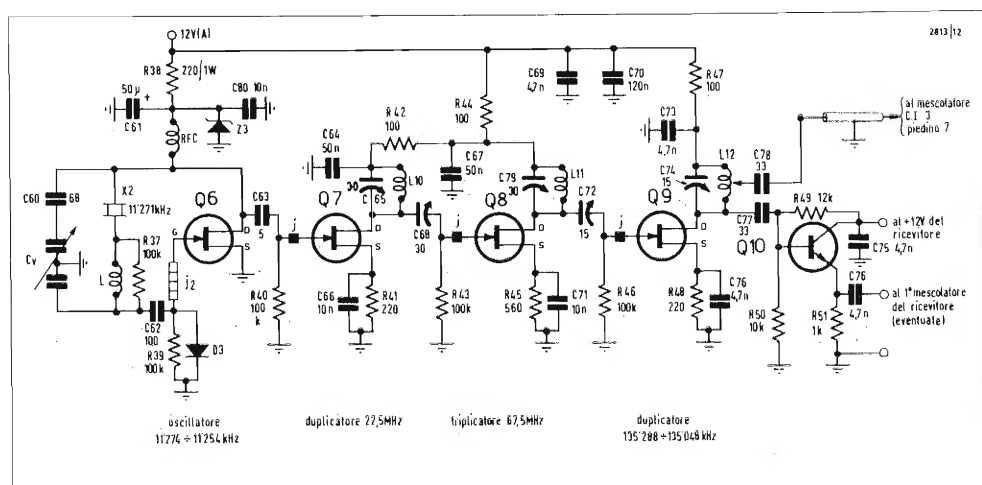 2813|12
12V(A)
R38 220/1W
50µ +
C61
C80 10n
Z3
RFC
C60 68
X2
11'271kHz
R37
100k
Cv
L
C62
100
R39
100k
D3
j2
G
D
S
Q6
C63
5
j
R40
100
k
Q7
D
S
C64
50n
R42
100
C65
L10
C66
10n
R41
220
C68
30
R43
100k
j
Q8
D
S
R44
100
C67
50n
C79
30
L11
C72
15
R45
560
C71
10n
C69
4,7n
C70
120n
R46
100k
j
Q9
D
S
R47
100
C73
4,7n
C74
15
L12
C78
33
C77
33
R48
220
C76
4,7n
Q10
R49 12k
R50
10k
R51
1k
C75 4,7n
C76
4,7n
al mescolatore
C.I. 3
piedino 7
al +12V del
ricevitore
al 1° mescolatore
del ricevitore
(eventuale)
oscillatore
11'274 ÷ 11'254 kHz
duplicatore 22,5MHz
triplicatore 67,5MHz
duplicatore
135'288 ÷ 135'048 kHz